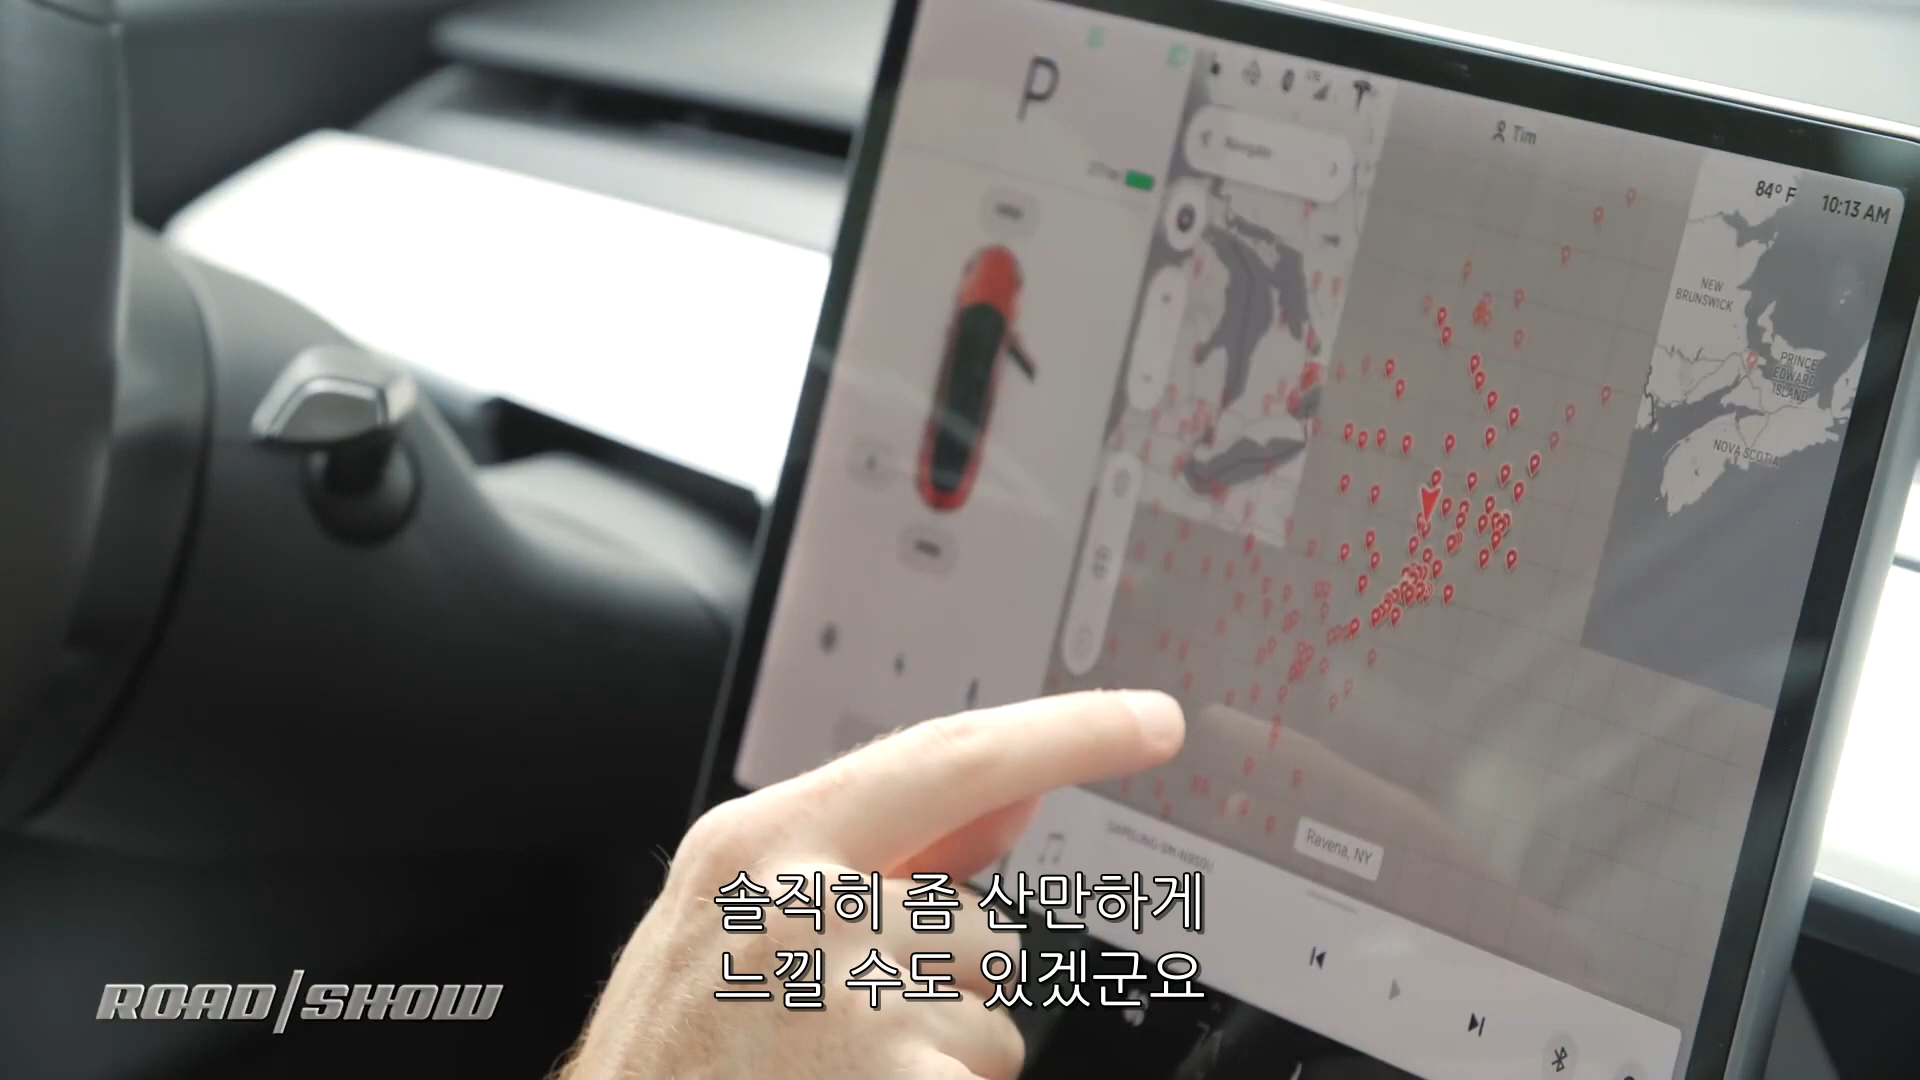 P
Tim
84° F
10:13 AM
Navigate
NEW
BRUNSWICK
PRINCE
EDWARD
ISLAND
NOVA SCOTIA
Ravena, NY
솔직히 좀 산만하게
느낄 수도 있겠군요
ROAD/SHOW